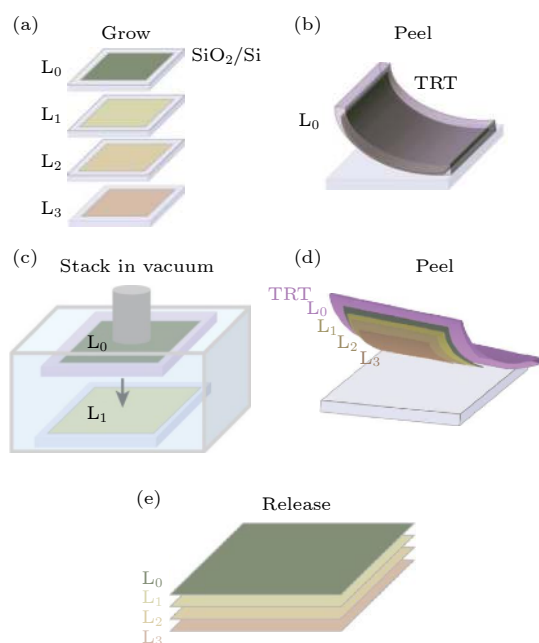 (a)
Grow
L₀
SiO₂/Si
L₁
L₂
L₃
(b)
Peel
TRT
L₀
(c)
Stack in vacuum
L₀
L₁
(d)
Peel
TRT
L₀
L₁
L₂
L₃
(e)
Release
L₀
L₁
L₂
L₃